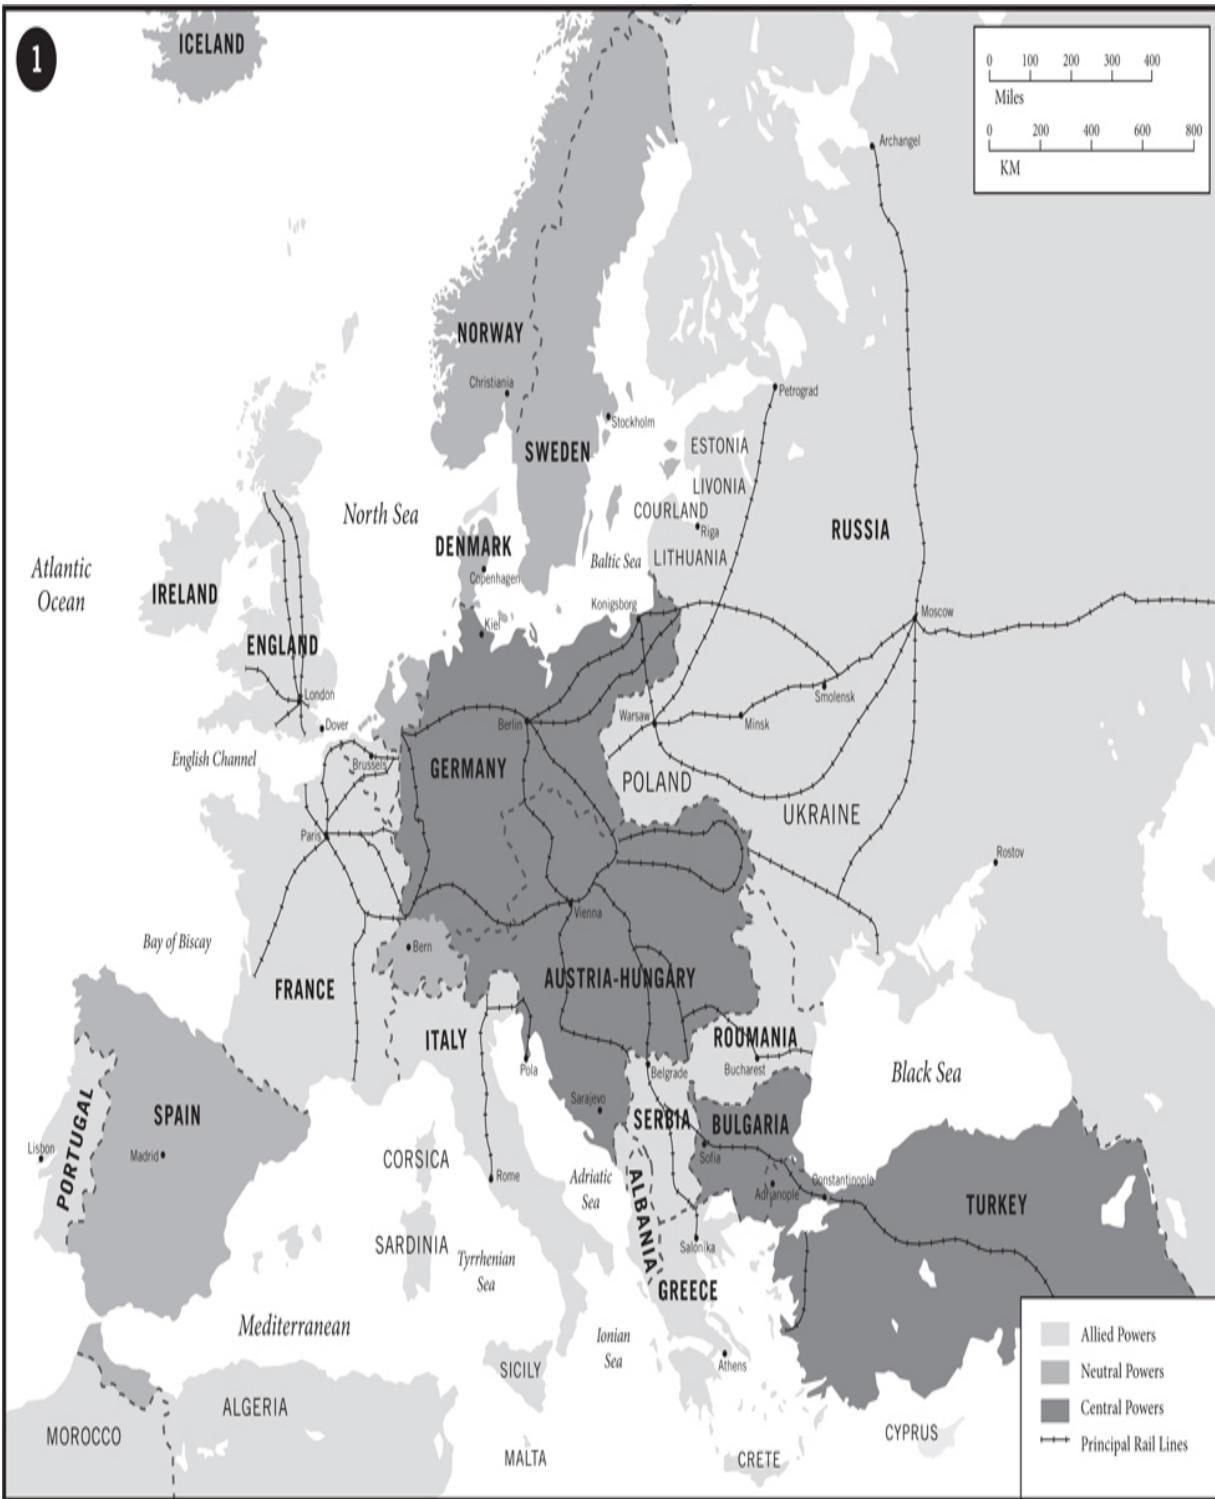 1
ICELAND
0 100 200 300 400
Miles
0 200 400 600 800
KM
Archangel
NORWAY
Christiania
Petrograd
Stockholm
ESTONIA
SWEDEN
LIVONIA
North Sea
COURLAND
Riga
RUSSIA
DENMARK
Baltic Sea
LITHUANIA
Atlantic
Ocean
Copenhagen
IRELAND
Konigsborg
Moscow
Kiel
ENGLAND
London
Smolensk
Warsaw
Minsk
Dover
Berlin
English Channel
Brussels
GERMANY
POLAND
UKRAINE
Paris
Rostov
Vienna
Bay of Biscay
Bern
AUSTRIA-HUNGARY
FRANCE
ITALY
ROUMANIA
Pola
Belgrade
Bucharest
Black Sea
Sarajevo
SPAIN
SERBIA
BULGARIA
PORTUGAL
Lisbon
Madrid
CORSICA
Sofia
Rome
Adriatic
Sea
ALBANIA
Adrianople
Constantinople
TURKEY
SARDINIA
Tyrrhenian
Sea
Salonika
GREECE
Mediterranean
Ionian
Sea
Athens
SICILY
ALGERIA
MOROCCO
MALTA
CRETE
CYPRUS
Allied Powers
Neutral Powers
Central Powers
Principal Rail Lines